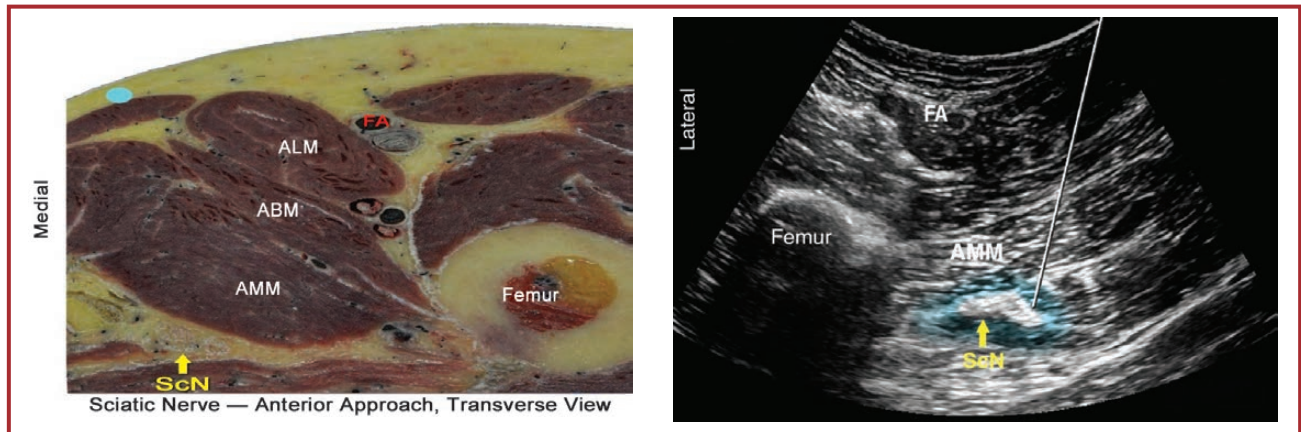 Medial
FA
ALM
ABM
AMM
Femur
ScN
Sciatic Nerve — Anterior Approach, Transverse View
Lateral
FA
Femur
AMM
ScN